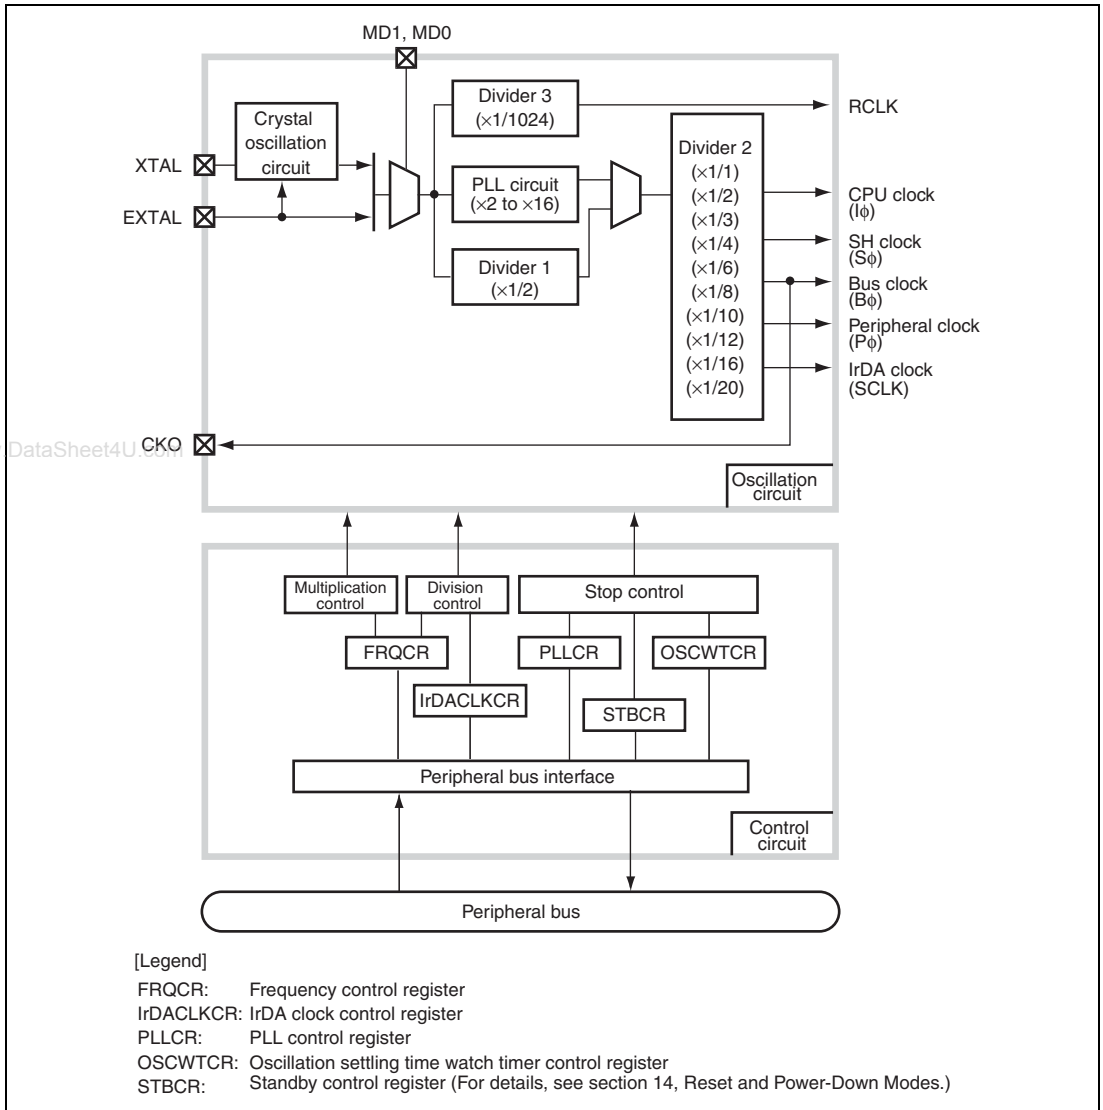 MD1, MD0
Divider 3
(×1/1024)
RCLK
Crystal
oscillation
circuit
XTAL
EXTAL
PLL circuit
(×2 to ×16)
Divider 1
(×1/2)
Divider 2
(×1/1)
(×1/2)
(×1/3)
(×1/4)
(×1/6)
(×1/8)
(×1/10)
(×1/12)
(×1/16)
(×1/20)
CPU clock
(Iϕ)
SH clock
(Sϕ)
Bus clock
(Bϕ)
Peripheral clock
(Pϕ)
IrDA clock
(SCLK)
DataSheet4U.com
CKO
Oscillation
circuit
Multiplication
control
Division
control
Stop control
FRQCR
PLLCR
OSCWTCR
IrDACLKCR
STBCR
Peripheral bus interface
Control
circuit
Peripheral bus
[Legend]
FRQCR: Frequency control register
IrDACLKCR: IrDA clock control register
PLLCR: PLL control register
OSCWTCR: Oscillation settling time watch timer control register
STBCR: Standby control register (For details, see section 14, Reset and Power-Down Modes.)